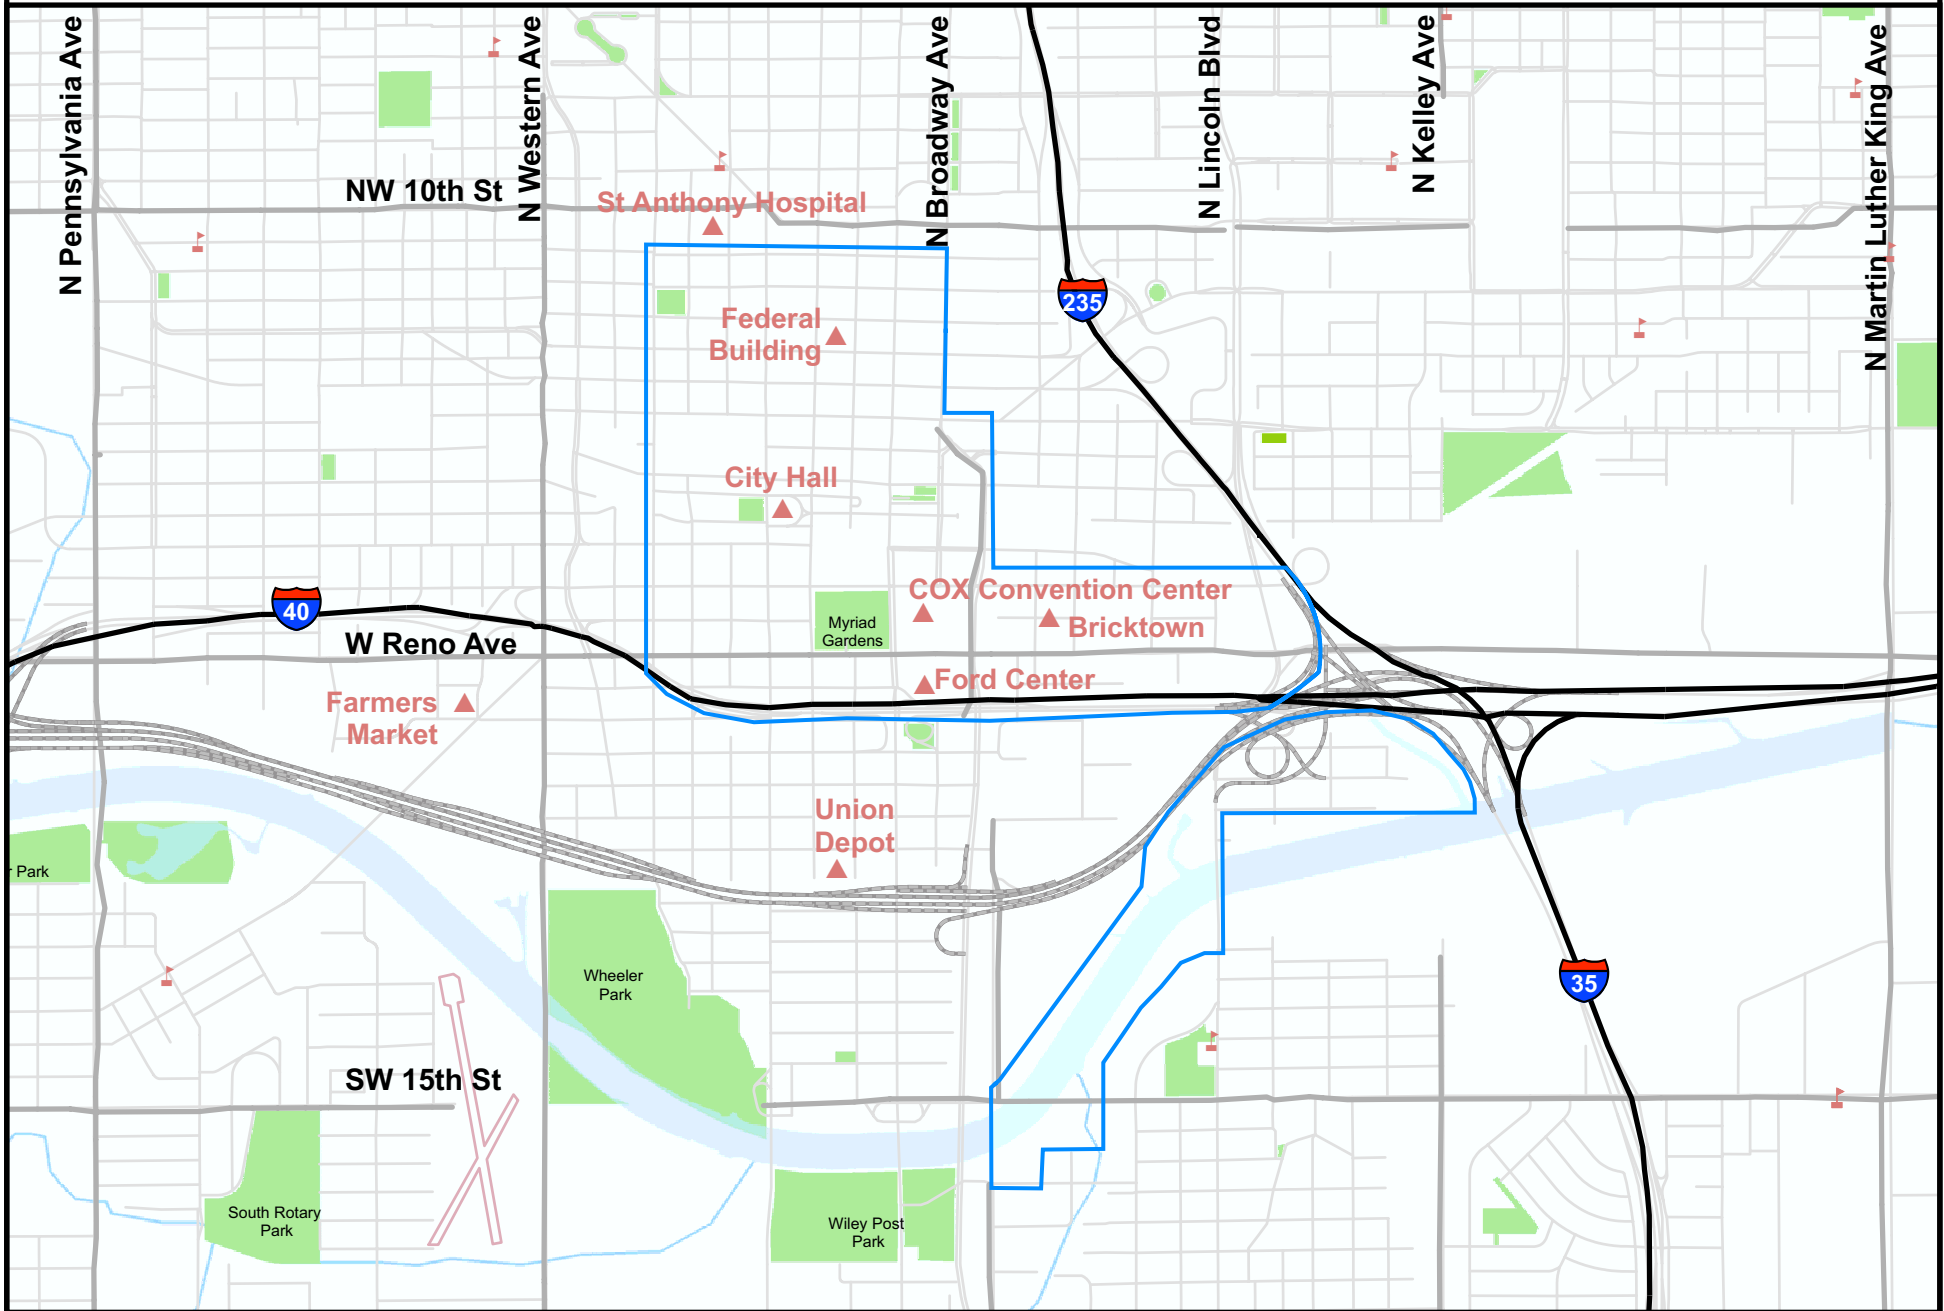 N Pennsylvania Ave
N Western Ave
N Broadway Ave
N Lincoln Blvd
N Kelley Ave
N Martin Luther King Ave
NW 10th St
St Anthony Hospital
235
Federal
Building
City Hall
COX Convention Center
40
Myriad
Gardens
Bricktown
W Reno Ave
Ford Center
Farmers
Market
Union
Depot
r Park
Wheeler
Park
35
SW 15th St
South Rotary
Park
Wiley Post
Park